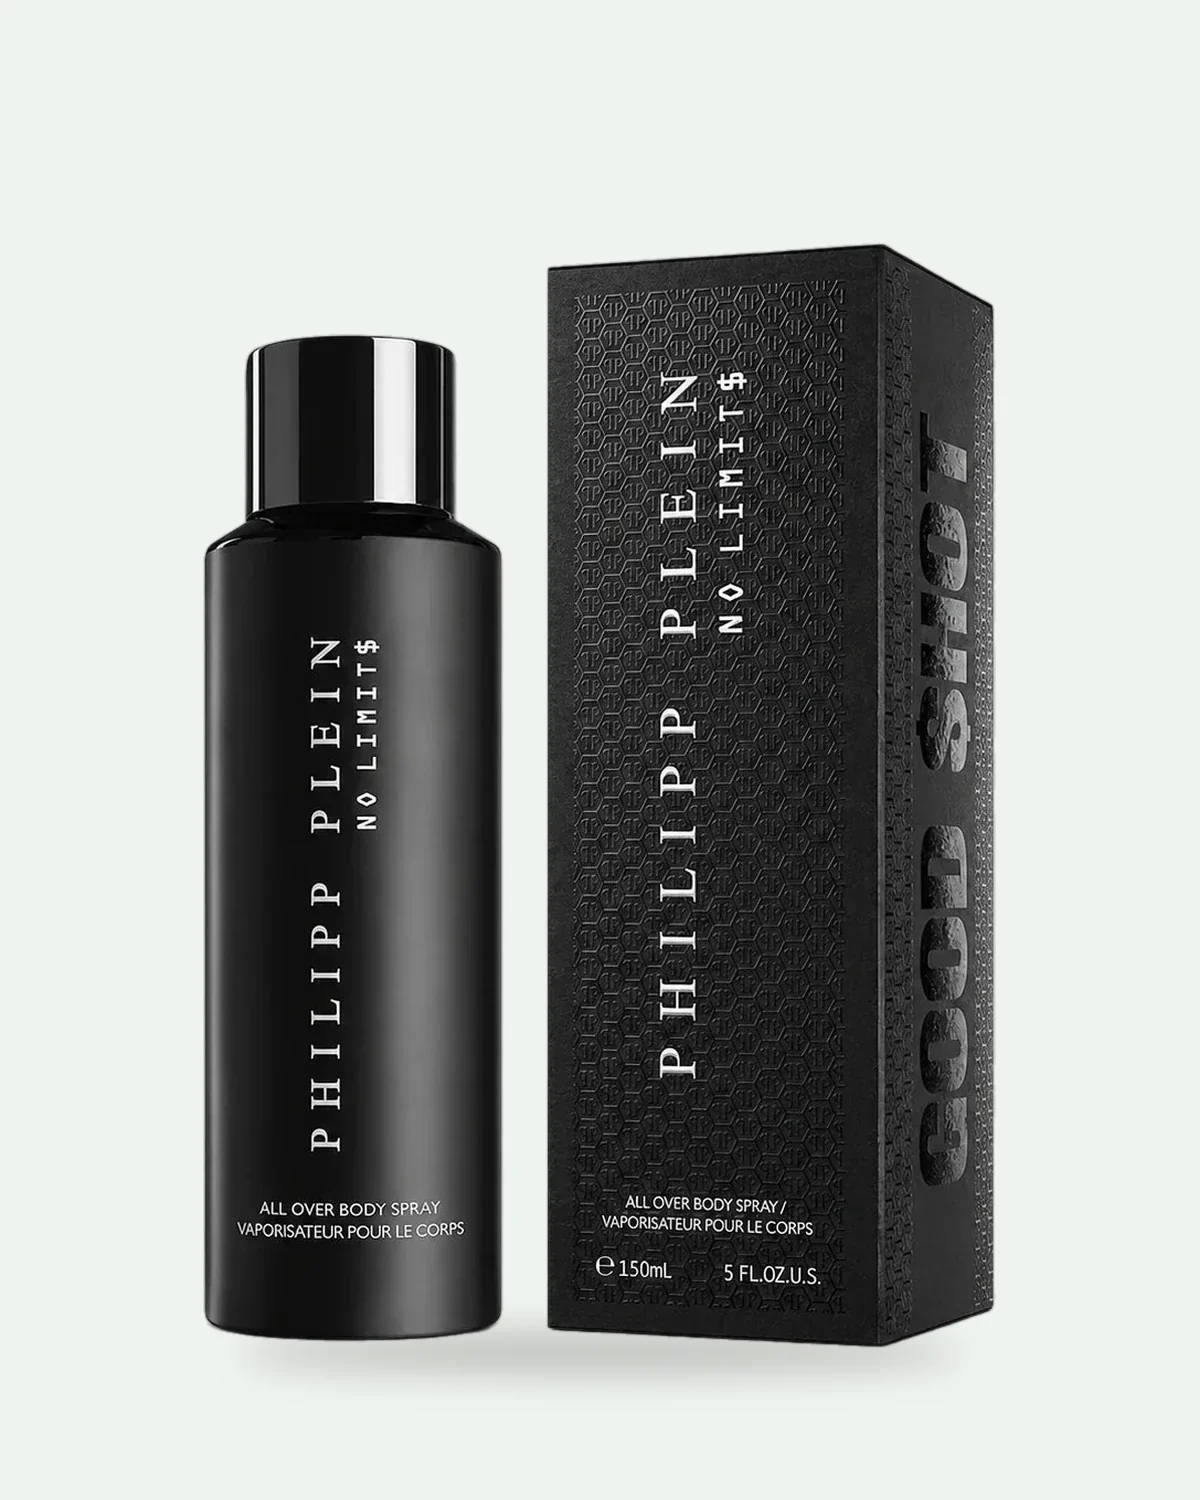 PHILIPP PLEIN
NO LIMIT$
ALL OVER BODY SPRAY
VAPORISATEUR POUR LE CORPS
PHILIPP PLEIN
NO LIMIT$
ALL OVER BODY SPRAY /
VAPORISATEUR POUR LE CORPS
℮ 150mL 5 FL.OZ.U.S.
GOOD $HOT